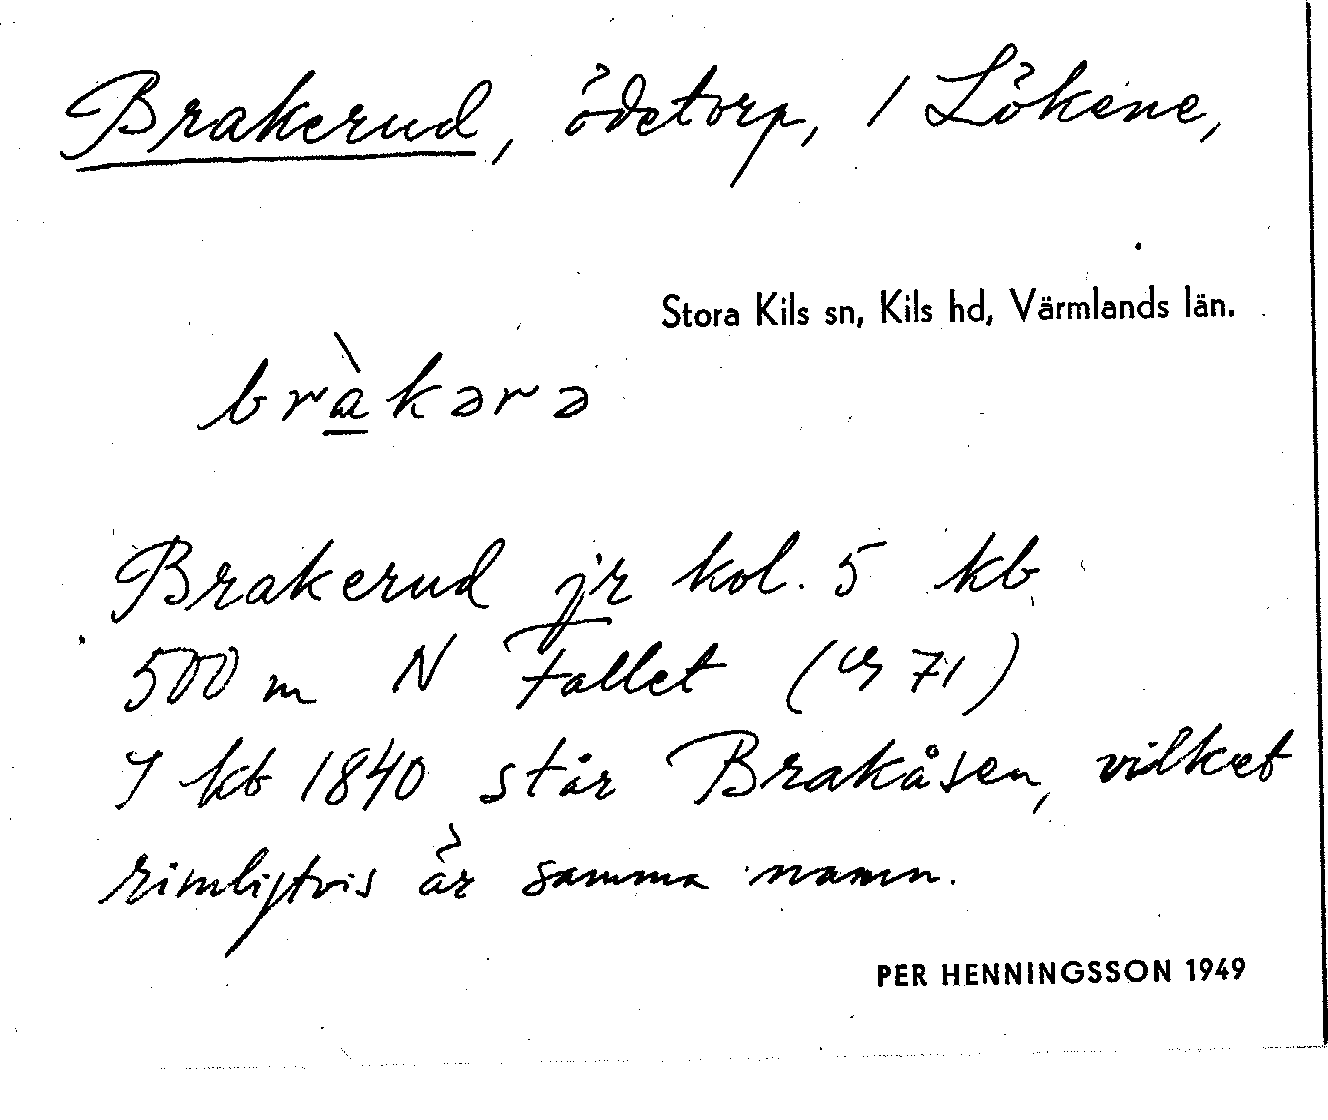 Brakerud, ödetorp, 1 Lökene,
Stora Kils sn, Kils hd, Värmlands län.
bràkərə
Brakerud jr kol. 5 kb
500 m N Fallet ( 71)
I kb 1840 står Brakåsen, vilket
rimligtvis är samma namn.
PER HENNINGSSON 1949